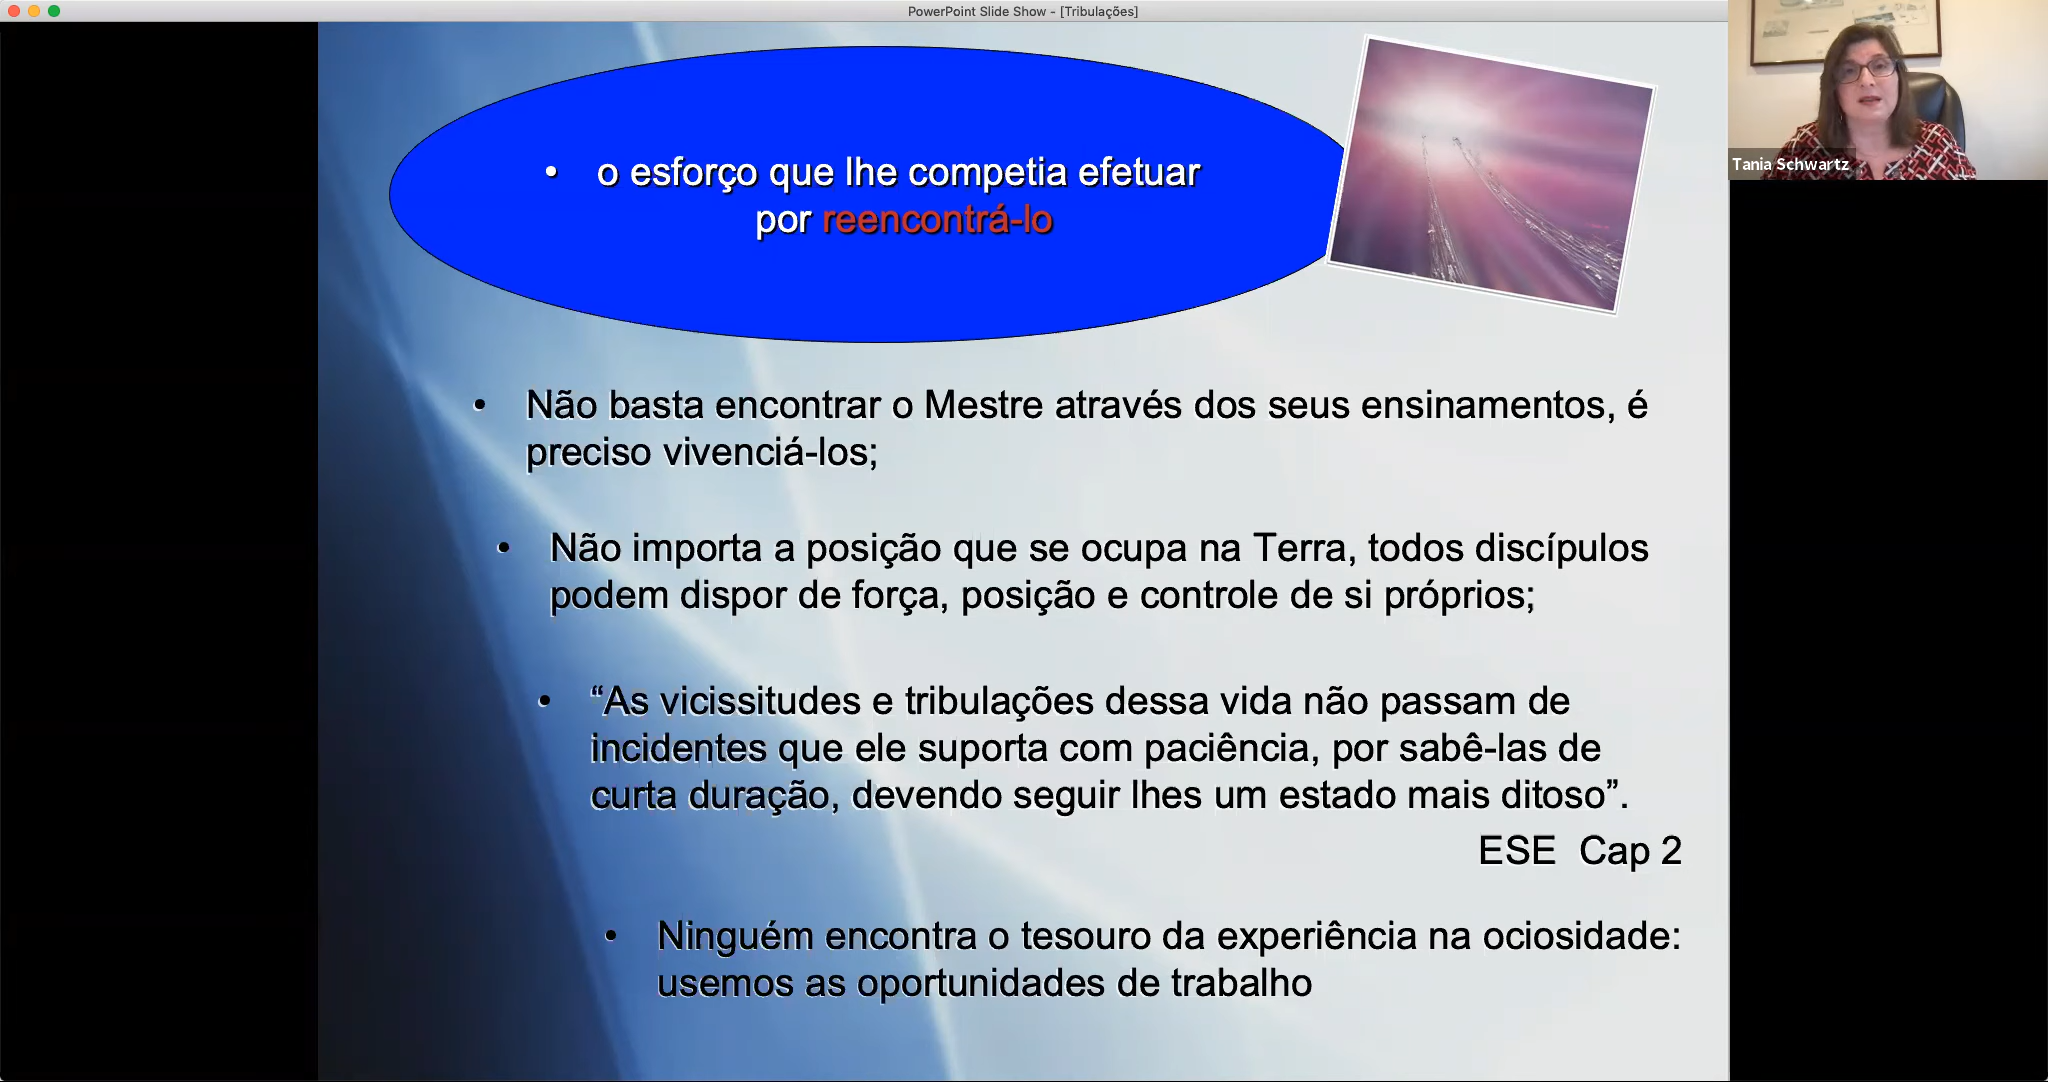 PowerPoint Slide Show - [Tribulações]
• o esforço que lhe competia efetuar
por reencontrá-lo
Tania Schwartz
• Não basta encontrar o Mestre através dos seus ensinamentos, é
preciso vivenciá-los;
• Não importa a posição que se ocupa na Terra, todos discípulos
podem dispor de força, posição e controle de si próprios;
• “As vicissitudes e tribulações dessa vida não passam de
incidentes que ele suporta com paciência, por sabê-las de
curta duração, devendo seguir lhes um estado mais ditoso”.
ESE Cap 2
• Ninguém encontra o tesouro da experiência na ociosidade:
usemos as oportunidades de trabalho